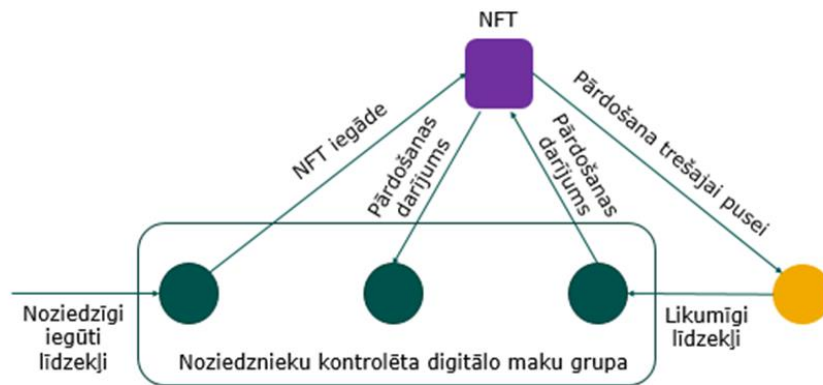 NFT
NFT iegāde
Pārdošanas
darījums
Pārdošanas
darījums
Pārdošana trešajai pusei
Noziedzīgi
iegūti
līdzekļi
Likumīgi
līdzekļi
Noziedznieku kontrolēta digitālo maku grupa